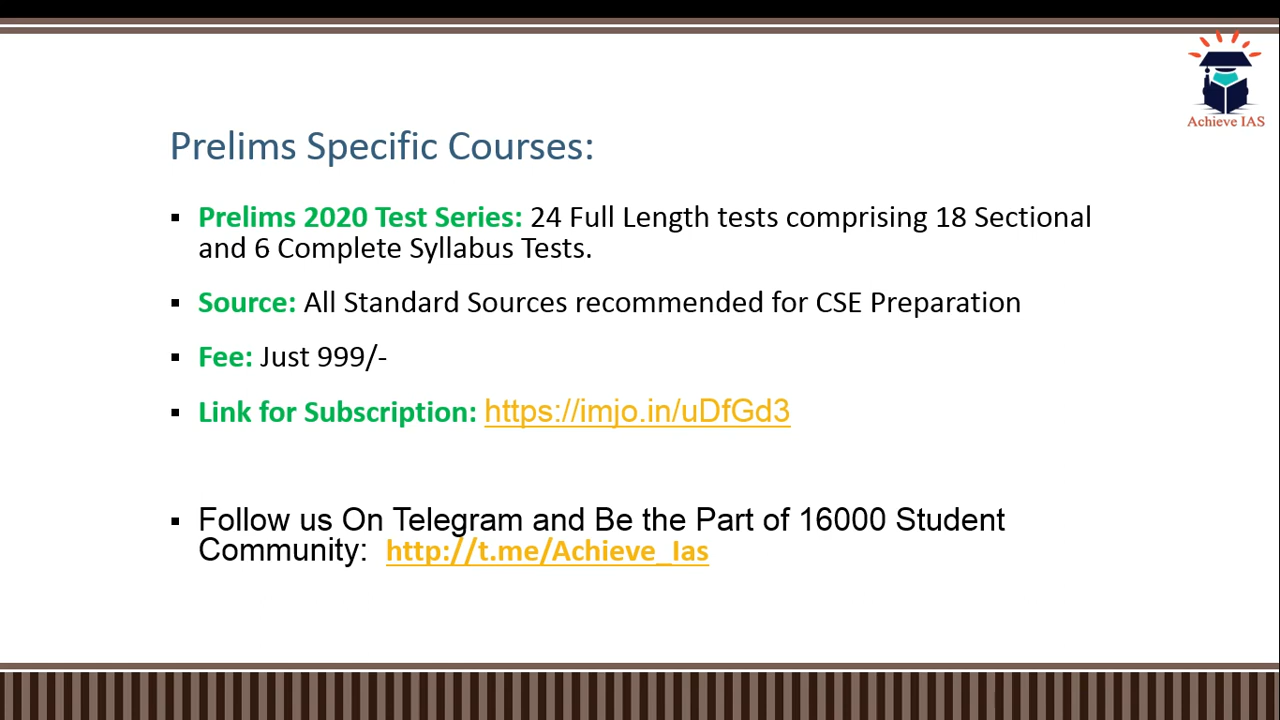 Achieve IAS
Prelims Specific Courses:
▪ Prelims 2020 Test Series: 24 Full Length tests comprising 18 Sectional
and 6 Complete Syllabus Tests.
▪ Source: All Standard Sources recommended for CSE Preparation
▪ Fee: Just 999/-
▪ Link for Subscription: https://imjo.in/uDfGd3
▪ Follow us On Telegram and Be the Part of 16000 Student
Community: http://t.me/Achieve_Ias